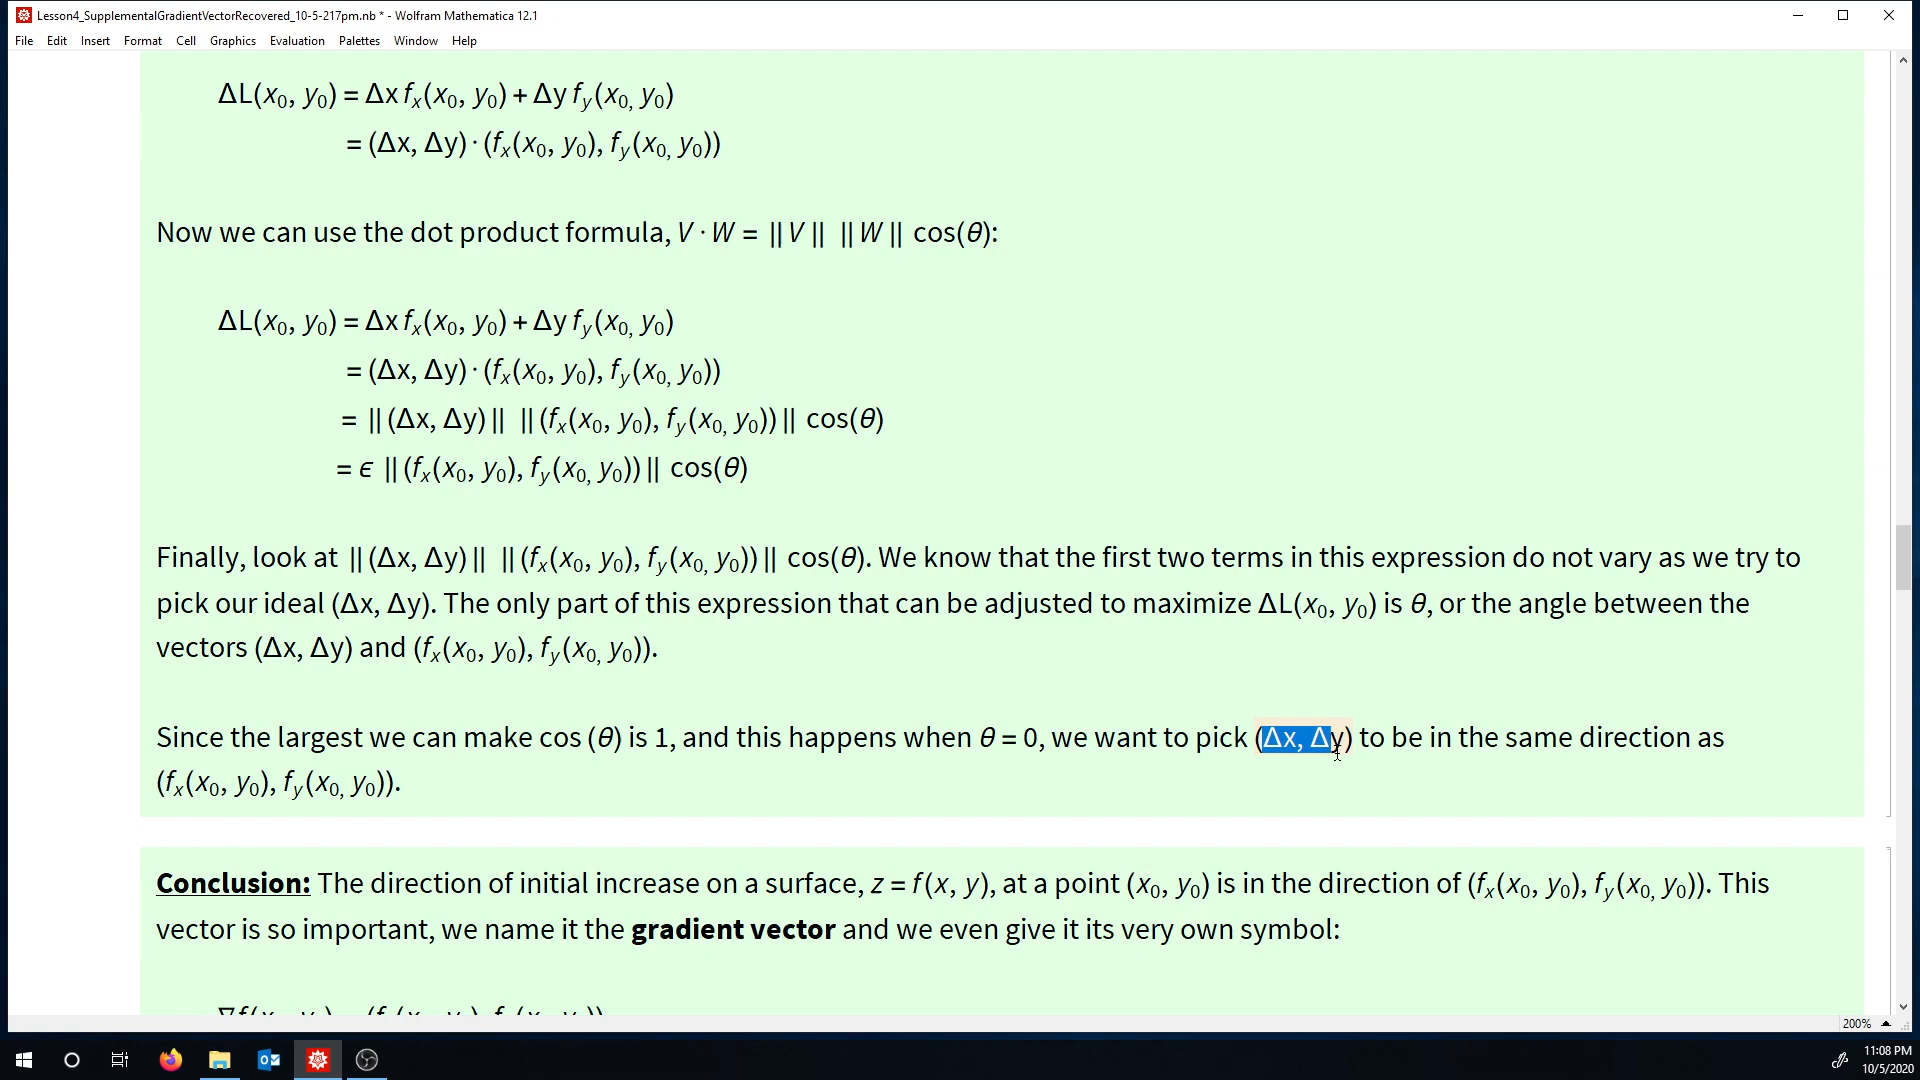 Lesson4_SupplementalGradientVectorRecovered_10-5-217pm.nb * - Wolfram Mathematica 12.1
File Edit Insert Format Cell Graphics Evaluation Palettes Window Help
ΔL(x₀, y₀) = Δx fₓ(x₀, y₀) + Δy f_y(x₀, y₀)
= (Δx, Δy) · (fₓ(x₀, y₀), f_y(x₀, y₀))
Now we can use the dot product formula, V · W = ‖V‖ ‖W‖ cos(θ):
ΔL(x₀, y₀) = Δx fₓ(x₀, y₀) + Δy f_y(x₀, y₀)
= (Δx, Δy) · (fₓ(x₀, y₀), f_y(x₀, y₀))
= ‖(Δx, Δy)‖ ‖(fₓ(x₀, y₀), f_y(x₀, y₀))‖ cos(θ)
= ϵ ‖(fₓ(x₀, y₀), f_y(x₀, y₀))‖ cos(θ)
Finally, look at ‖(Δx, Δy)‖ ‖(fₓ(x₀, y₀), f_y(x₀, y₀))‖ cos(θ). We know that the first two terms in this expression do not vary as we try to
pick our ideal (Δx, Δy). The only part of this expression that can be adjusted to maximize ΔL(x₀, y₀) is θ, or the angle between the
vectors (Δx, Δy) and (fₓ(x₀, y₀), f_y(x₀, y₀)).
Since the largest we can make cos (θ) is 1, and this happens when θ = 0, we want to pick (Δx, Δy) to be in the same direction as
(fₓ(x₀, y₀), f_y(x₀, y₀)).
Conclusion: The direction of initial increase on a surface, z = f(x, y), at a point (x₀, y₀) is in the direction of (fₓ(x₀, y₀), f_y(x₀, y₀)). This
vector is so important, we name it the gradient vector and we even give it its very own symbol:
200%
11:08 PM
10/5/2020